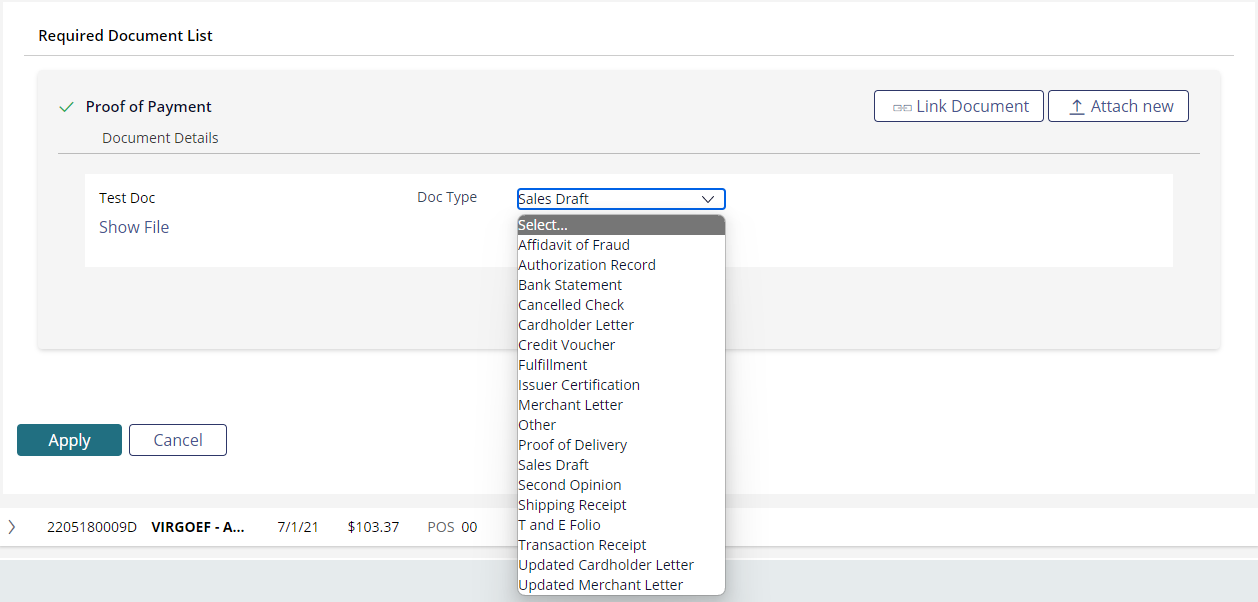 Required Document List
Proof of Payment
Link Document
Attach new
Document Details
Test Doc
Doc Type
Sales Draft
Show File
Select...
Affidavit of Fraud
Authorization Record
Bank Statement
Cancelled Check
Cardholder Letter
Credit Voucher
Fulfillment
Issuer Certification
Merchant Letter
Other
Proof of Delivery
Sales Draft
Second Opinion
Shipping Receipt
T and E Folio
Transaction Receipt
Updated Cardholder Letter
Updated Merchant Letter
Apply
Cancel
2205180009D VIRGOEF - A... 7/1/21 $103.37 POS 00